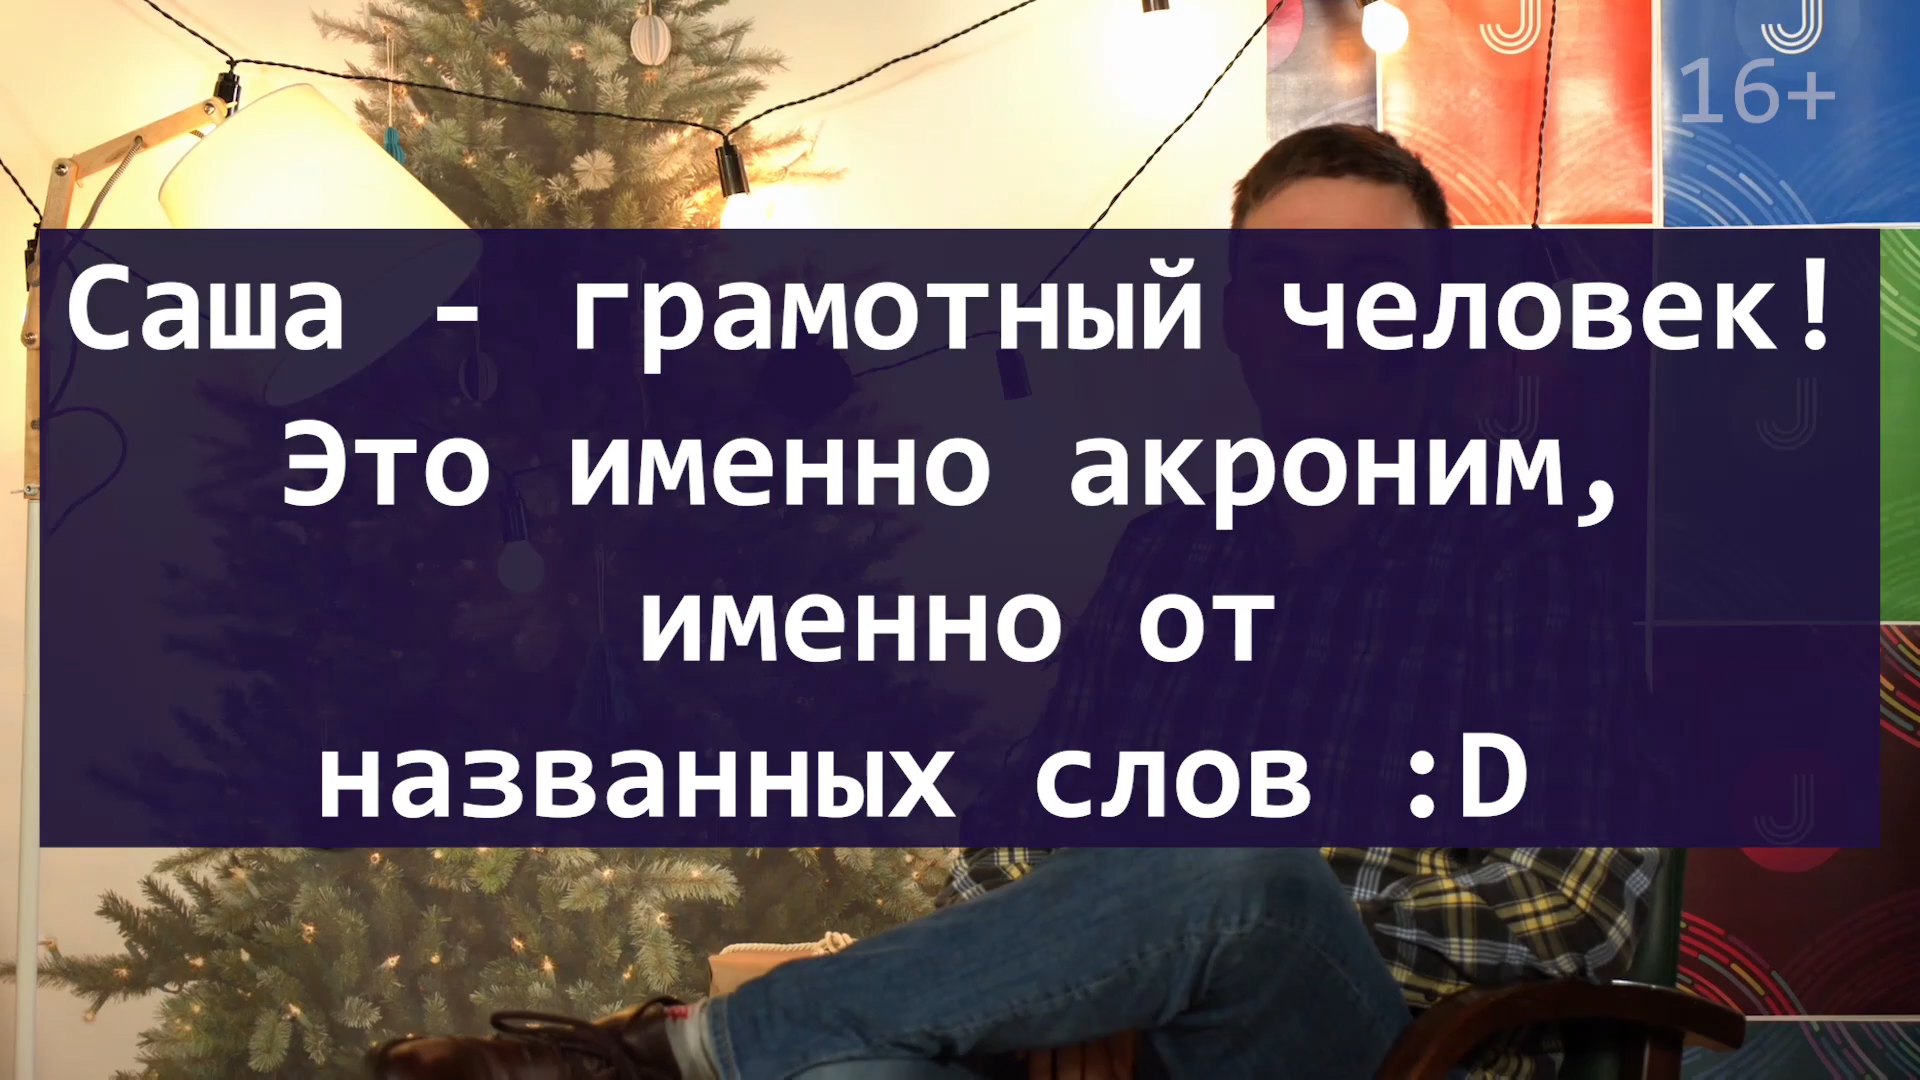 16+
Саша - грамотный человек!
Это именно акроним,
именно от
названных слов :D